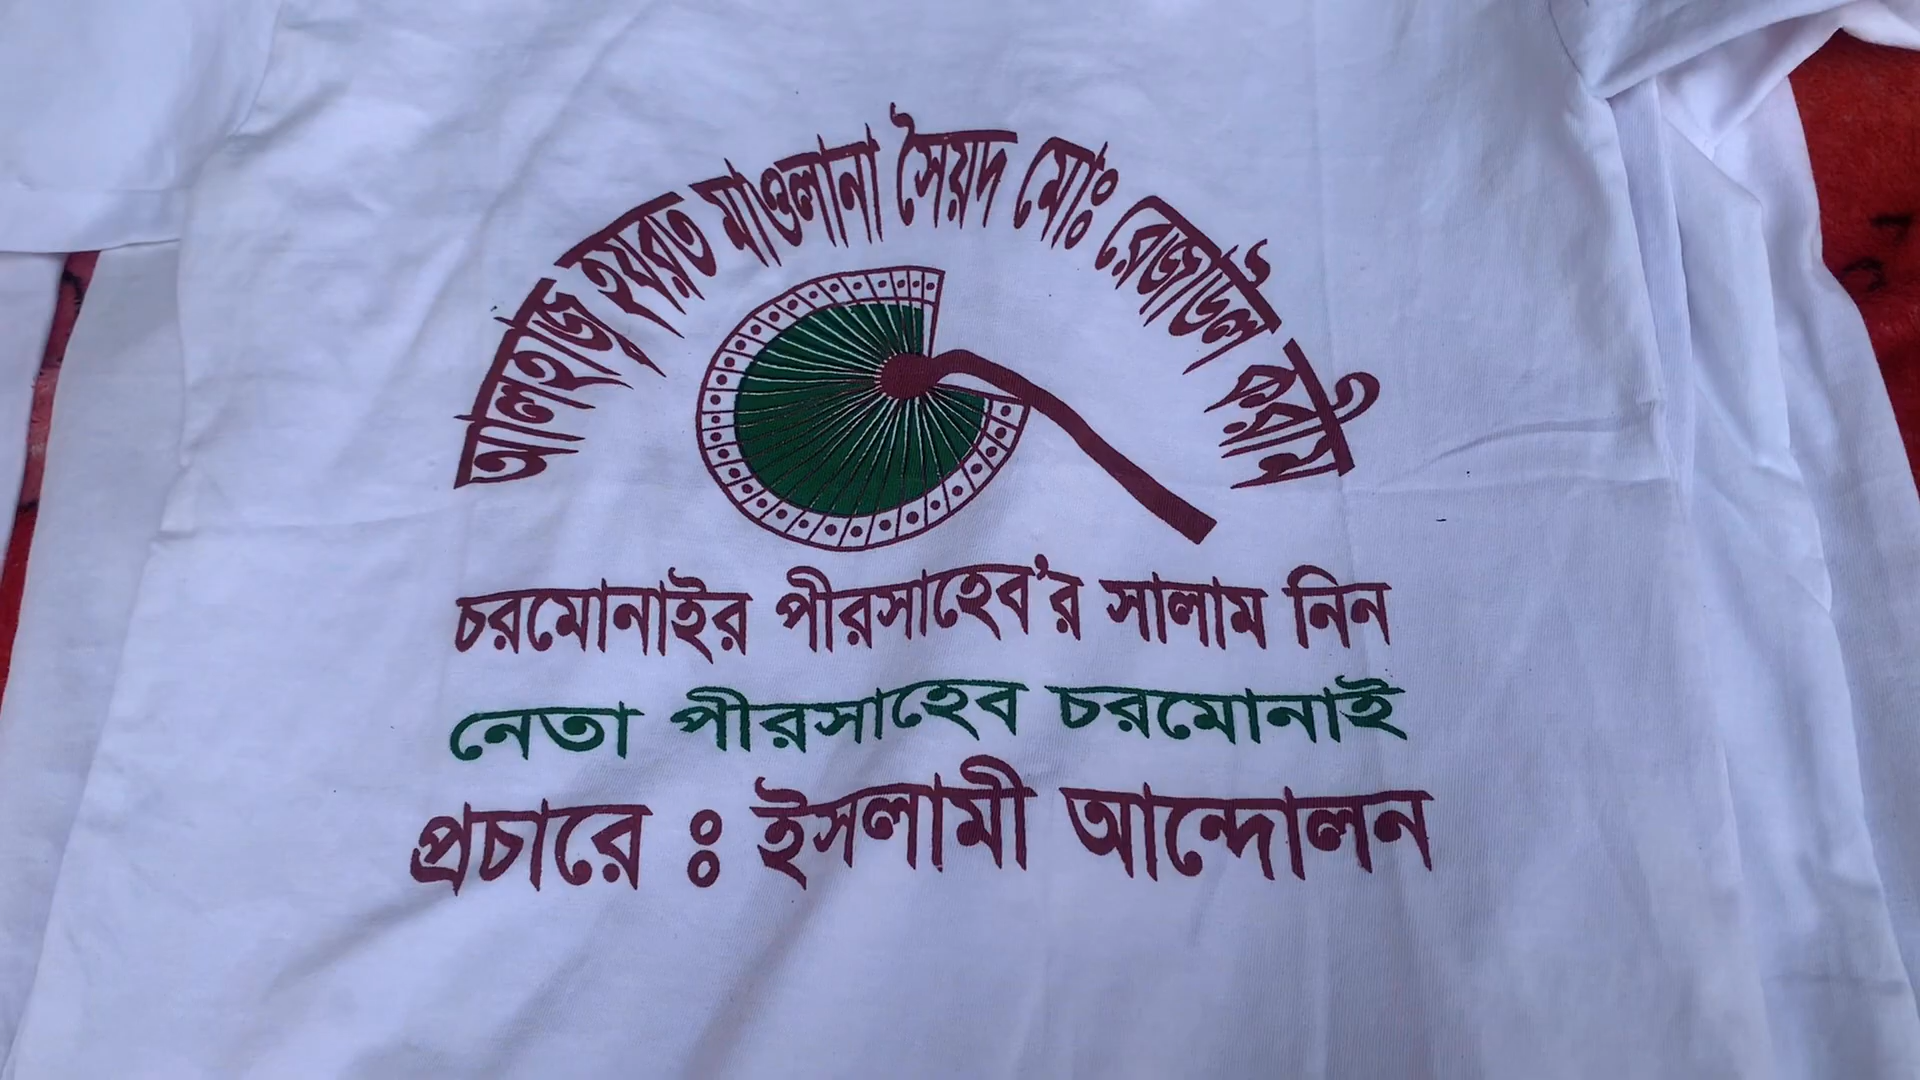 আলহাজ্ব হযরত মাওলানা সৈয়দ মোঃ রেজাউল করীম
চরমোনাইর পীরসাহেব'র সালাম নিন
নেতা পীরসাহেব চরমোনাই
প্রচারে : ইসলামী আন্দোলন